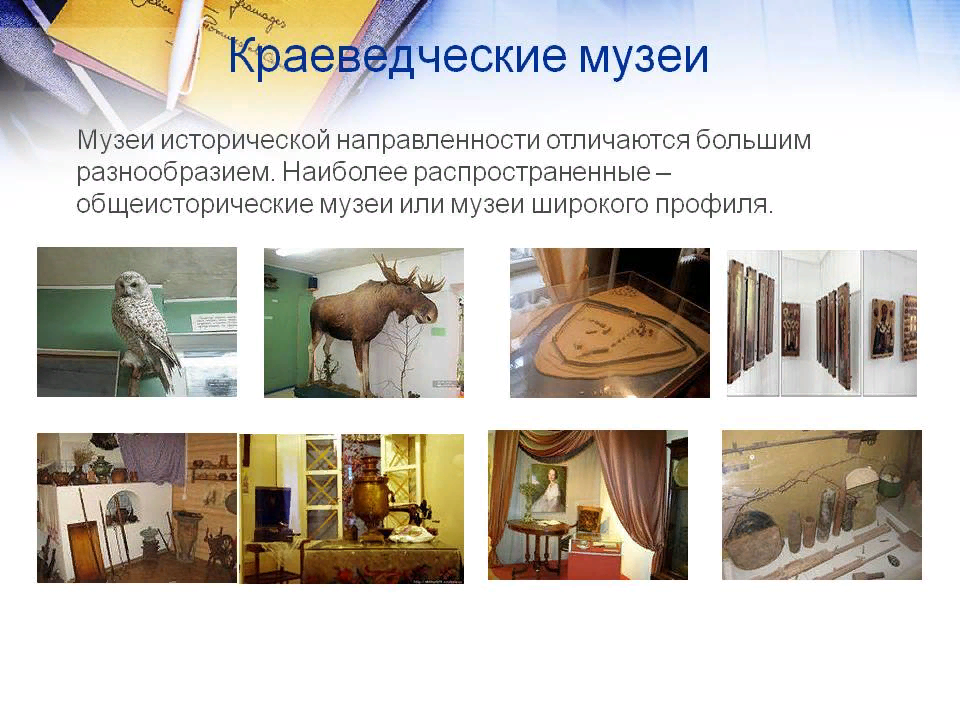 Краеведческие музеи
Музеи исторической направленности отличаются большим
разнообразием. Наиболее распространенные –
общеисторические музеи или музеи широкого профиля.